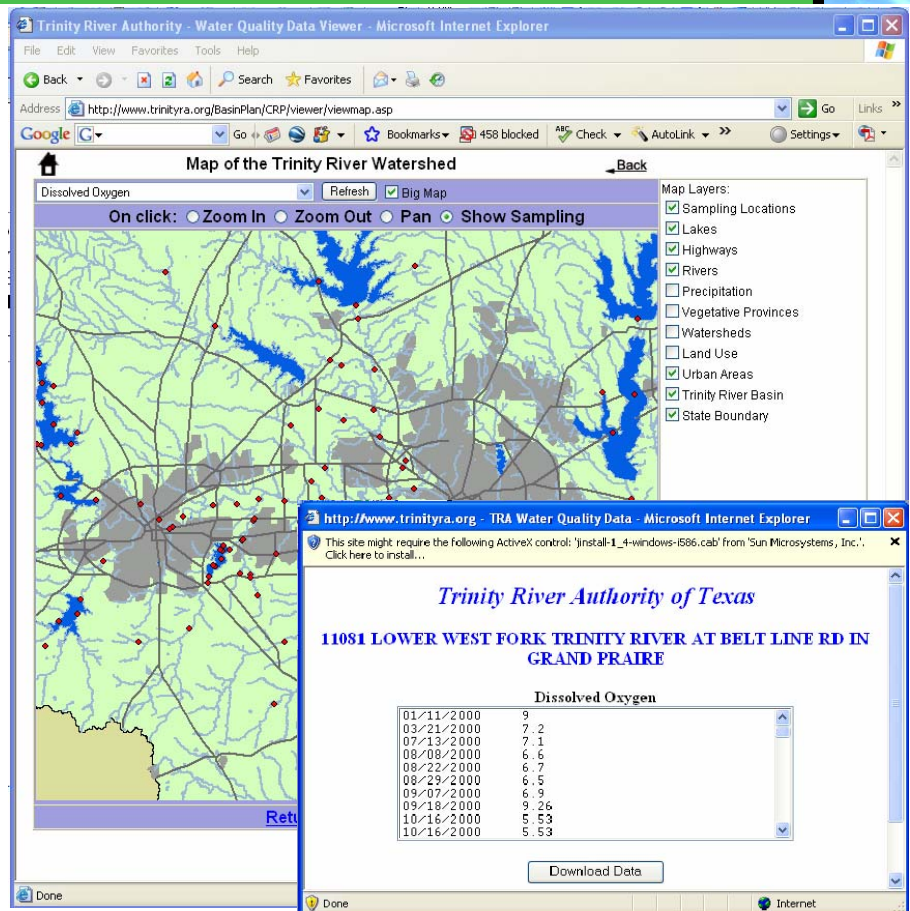 Trinity River Authority - Water Quality Data Viewer - Microsoft Internet Explorer
File Edit View Favorites Tools Help
Back Search Favorites
Address http://www.trinityra.org/BasinPlan/CRP/viewer/viewmap.asp Go Links »
Google G Go Bookmarks 458 blocked ABC Check AutoLink » Settings
Map of the Trinity River Watershed Back
Dissolved Oxygen Refresh Big Map
On click: Zoom In Zoom Out Pan Show Sampling
Map Layers:
Sampling Locations
Lakes
Highways
Rivers
Precipitation
Vegetative Provinces
Watersheds
Land Use
Urban Areas
Trinity River Basin
State Boundary
http://www.trinityra.org - TRA Water Quality Data - Microsoft Internet Explorer
This site might require the following ActiveX control: 'jinstall-1_4-windows-i586.cab' from 'Sun Microsystems, Inc.'.
Click here to install...
Trinity River Authority of Texas
11081 LOWER WEST FORK TRINITY RIVER AT BELT LINE RD IN
GRAND PRAIRE
Dissolved Oxygen
01/11/2000 9
03/21/2000 7.2
07/13/2000 7.1
08/08/2000 6.6
08/22/2000 6.7
08/29/2000 6.5
09/07/2000 6.9
09/18/2000 9.26
10/16/2000 5.53
10/16/2000 5.53
Download Data
Done Internet
Done